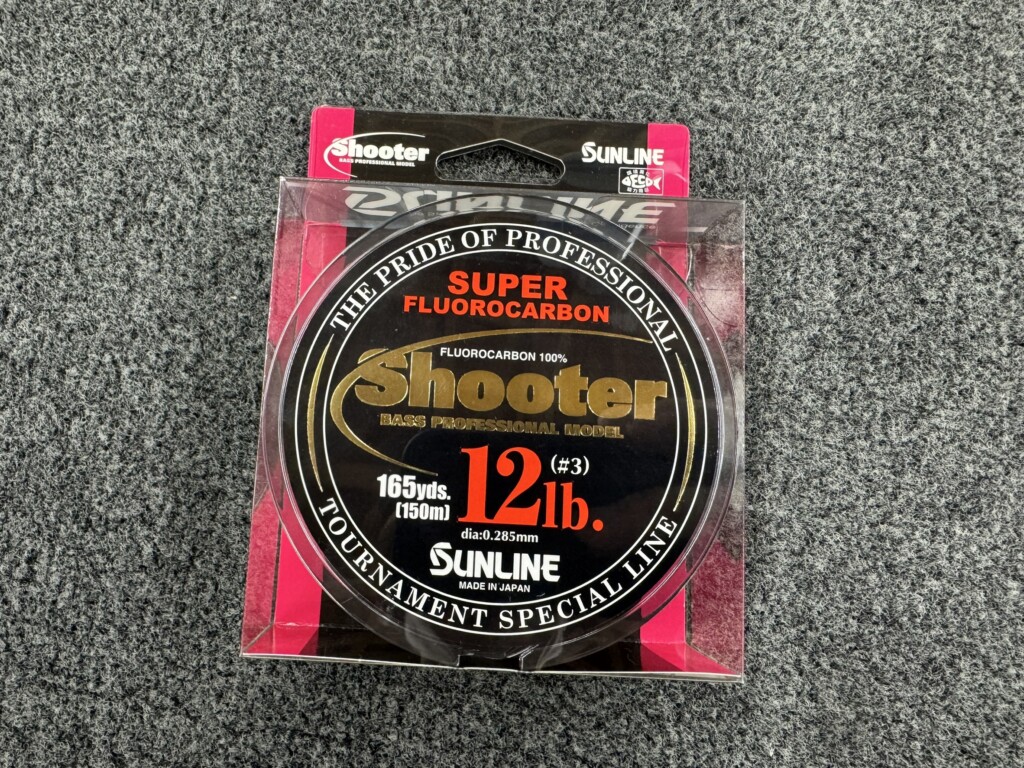 Shooter
BASS PROFESSIONAL MODEL
SUNLINE
ECO
SUNLINE
THE PRIDE OF PROFESSIONAL
SUPER
FLUOROCARBON
FLUOROCARBON 100%
Shooter
BASS PROFESSIONAL MODEL
165yds.
(150m)
12lb.
(#3)
dia:0.285mm
SUNLINE
MADE IN JAPAN
TOURNAMENT SPECIAL LINE